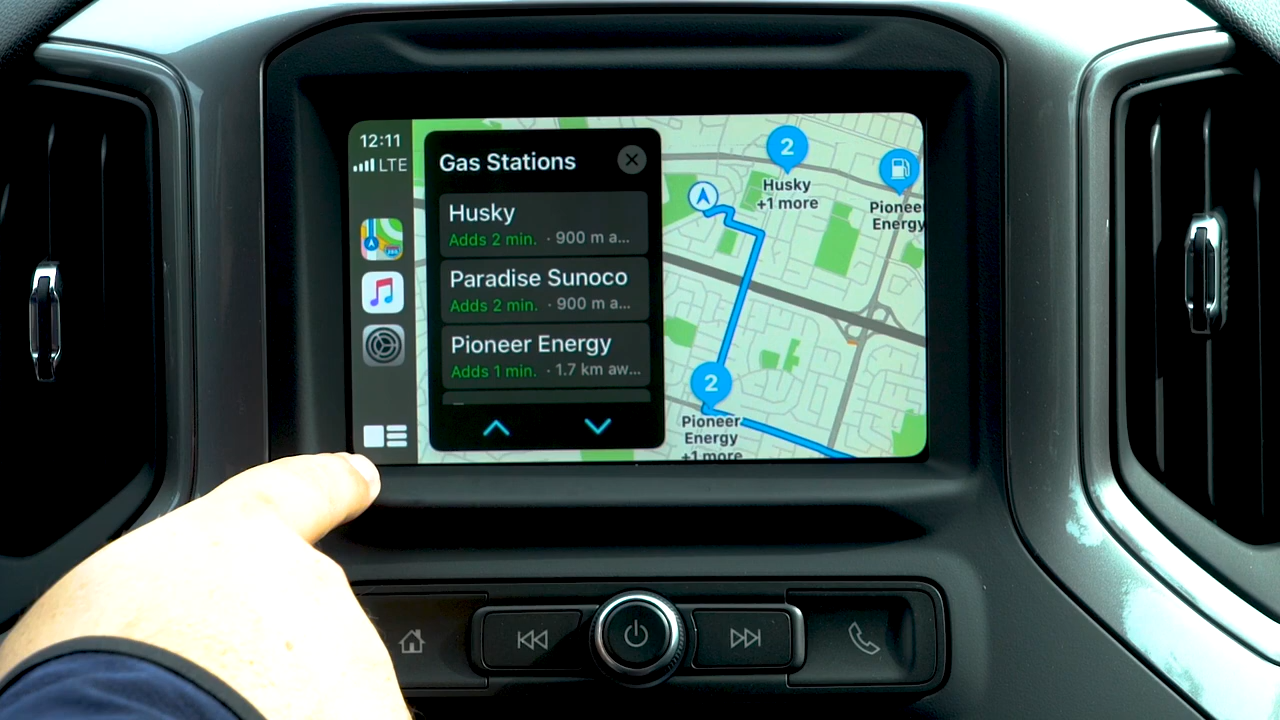 12:11
LTE
Gas Stations
Husky
Adds 2 min. · 900 m a...
Paradise Sunoco
Adds 2 min. · 900 m a...
Pioneer Energy
Adds 1 min. · 1.7 km aw...
2
Husky
+1 more
Pioneer
Energy
2
Pioneer
Energy
+1 more